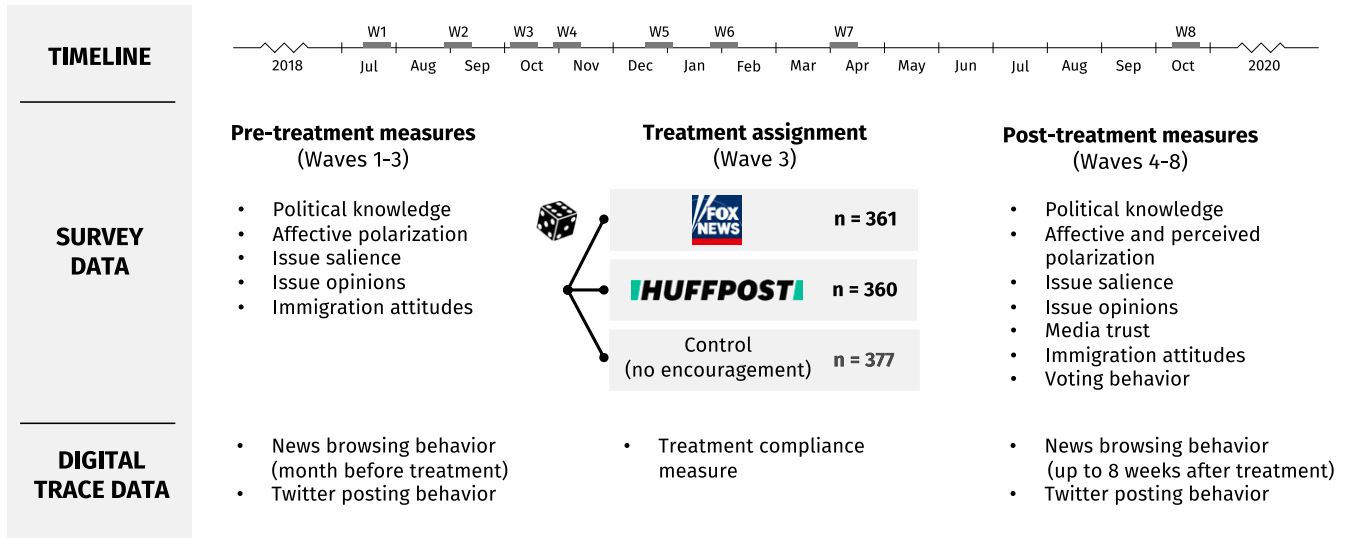 TIMELINE
W1 W2 W3 W4 W5 W6 W7 W8
2018 Jul Aug Sep Oct Nov Dec Jan Feb Mar Apr May Jun Jul Aug Sep Oct 2020
SURVEY
DATA
Pre-treatment measures
(Waves 1-3)
• Political knowledge
• Affective polarization
• Issue salience
• Issue opinions
• Immigration attitudes
Treatment assignment
(Wave 3)
FOX
NEWS
n = 361
HUFFPOST
n = 360
Control
(no encouragement)
n = 377
Post-treatment measures
(Waves 4-8)
• Political knowledge
• Affective and perceived
polarization
• Issue salience
• Issue opinions
• Media trust
• Immigration attitudes
• Voting behavior
DIGITAL
TRACE DATA
• News browsing behavior
(month before treatment)
• Twitter posting behavior
• Treatment compliance
measure
• News browsing behavior
(up to 8 weeks after treatment)
• Twitter posting behavior